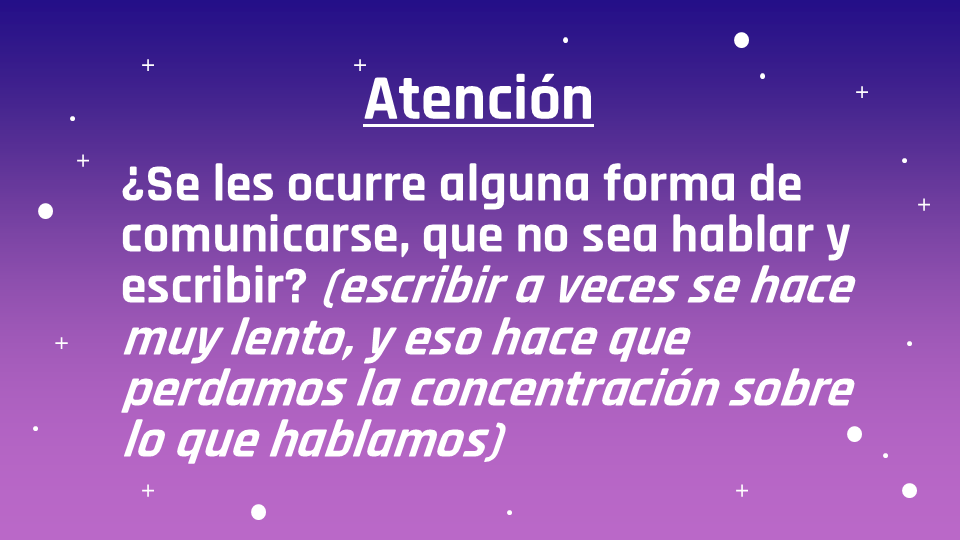 Atención
¿Se les ocurre alguna forma de
comunicarse, que no sea hablar y
escribir? (escribir a veces se hace
muy lento, y eso hace que
perdamos la concentración sobre
lo que hablamos)